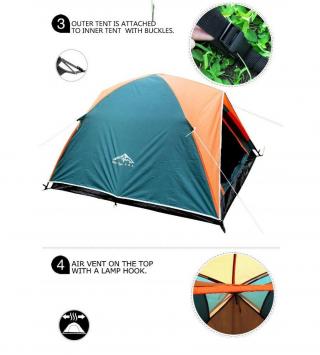 3 OUTER TENT IS ATTACHED
TO INNER TENT WITH BUCKLES.
4 AIR VENT ON THE TOP
WITH A LAMP HOOK.